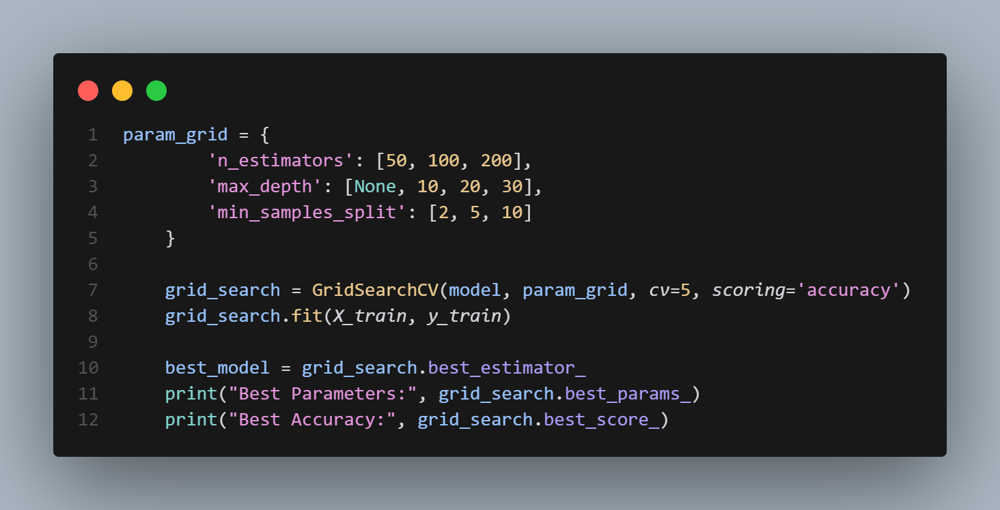 1 param_grid = {
2         'n_estimators': [50, 100, 200],
3         'max_depth': [None, 10, 20, 30],
4         'min_samples_split': [2, 5, 10]
5     }
6
7     grid_search = GridSearchCV(model, param_grid, cv=5, scoring='accuracy')
8     grid_search.fit(X_train, y_train)
9
10     best_model = grid_search.best_estimator_
11     print("Best Parameters:", grid_search.best_params_)
12     print("Best Accuracy:", grid_search.best_score_)